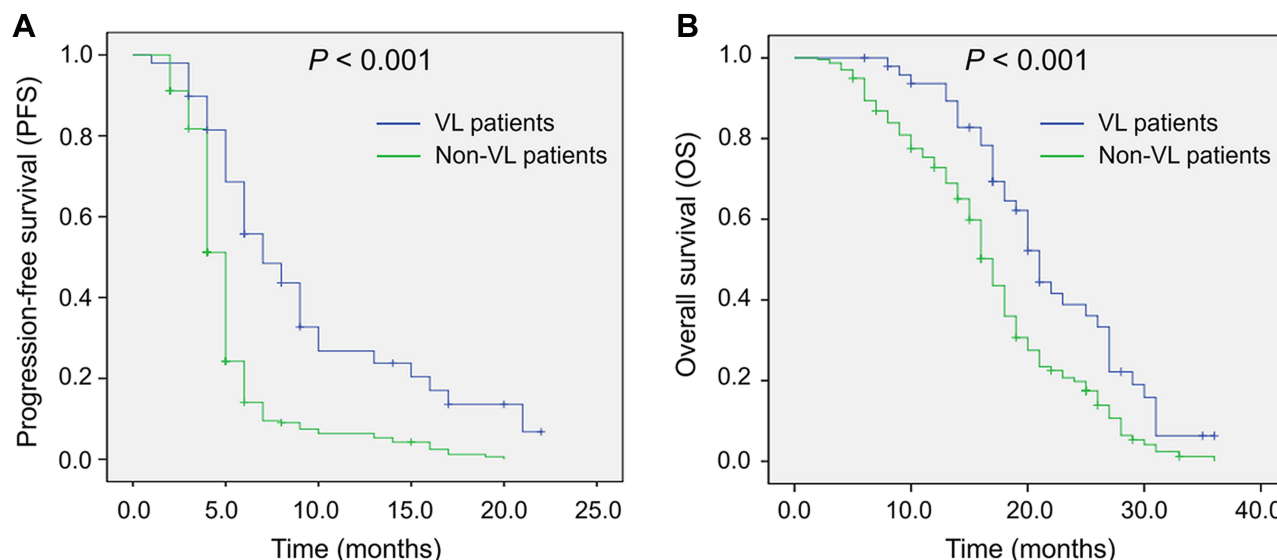 A
P < 0.001
VL patients
Non-VL patients
Progression-free survival (PFS)
1.0
0.8
0.6
0.4
0.2
0.0
0.0 5.0 10.0 15.0 20.0 25.0
Time (months)
B
P < 0.001
VL patients
Non-VL patients
Overall survival (OS)
1.0
0.8
0.6
0.4
0.2
0.0
0.0 10.0 20.0 30.0 40.0
Time (months)